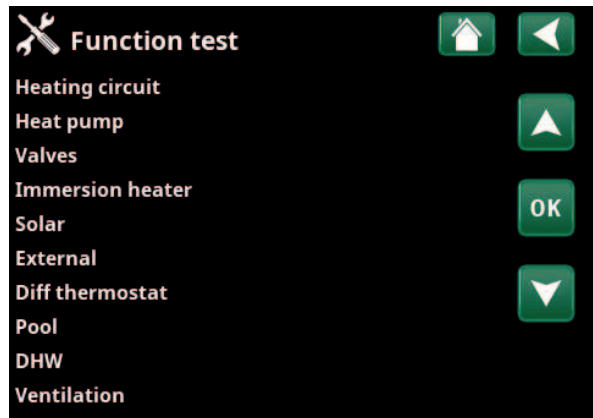 Function test
Heating circuit
Heat pump
Valves
Immersion heater
OK
Solar
External
Diff thermostat
Pool
DHW
Ventilation